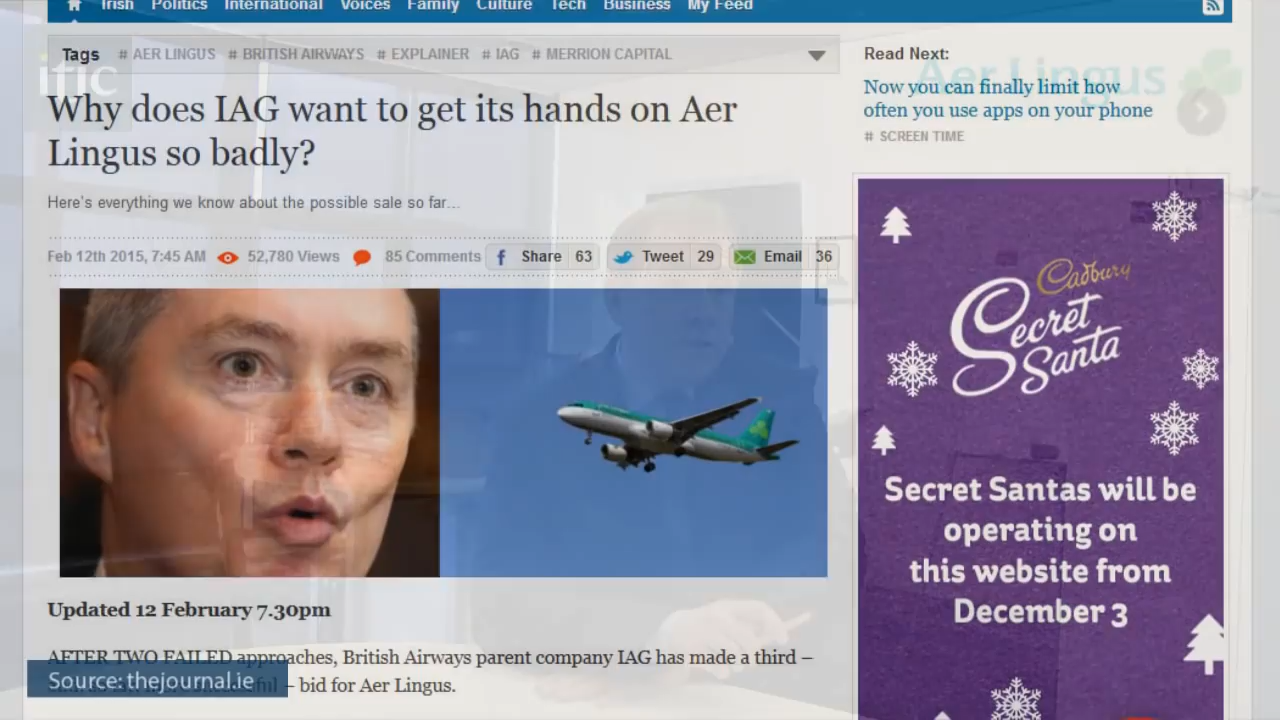 Irish Politics International Voices Family Culture Tech Business My Feed
Tags # AER LINGUS # BRITISH AIRWAYS # EXPLAINER # IAG # MERRION CAPITAL
ific
Why does IAG want to get its hands on Aer
Lingus so badly?
Here's everything we know about the possible sale so far...
Feb 12th 2015, 7:45 AM 52,780 Views 85 Comments Share 63 Tweet 29 Email 36
Updated 12 February 7.30pm
AFTER TWO FAILED approaches, British Airways parent company IAG has made a third –
– bid for Aer Lingus.
Source: thejournal.ie
Read Next:
Aer Lingus
Now you can finally limit how
often you use apps on your phone
# SCREEN TIME
Cadbury
Secret
Santa
Secret Santas will be
operating on
this website from
December 3